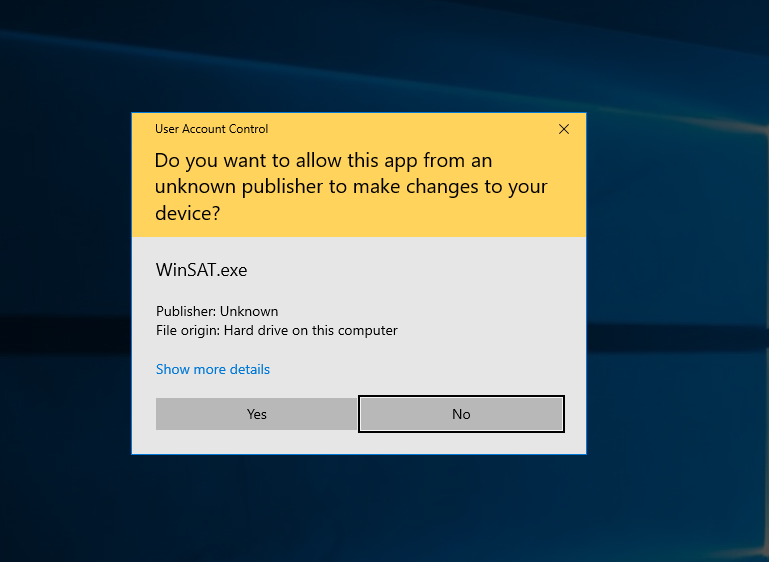 User Account Control
Do you want to allow this app from an
unknown publisher to make changes to your
device?
WinSAT.exe
Publisher: Unknown
File origin: Hard drive on this computer
Show more details
Yes No